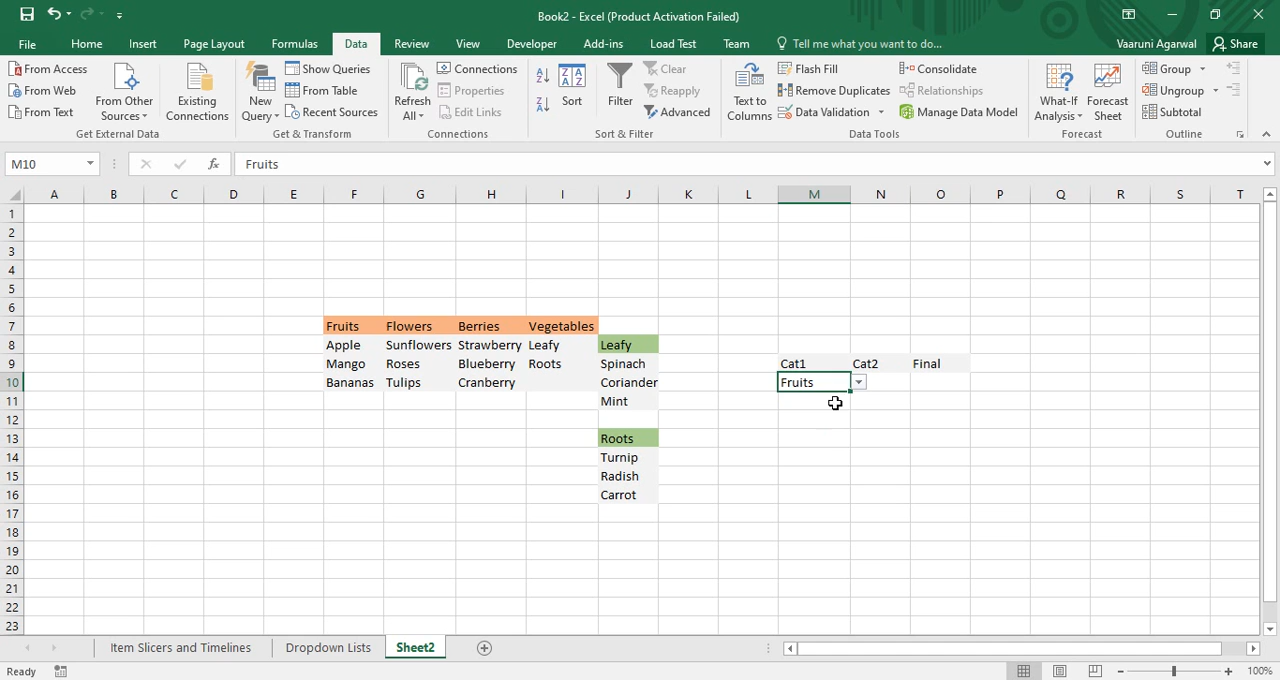 Book2 - Excel (Product Activation Failed)
File Home Insert Page Layout Formulas Data Review View Developer Add-ins Load Test Team Tell me what you want to do... Vaaruni Agarwal Share
From Access
From Web
From Text
From Other Sources
Existing Connections
Get External Data
New Query
Show Queries
From Table
Recent Sources
Get & Transform
Refresh All
Connections
Properties
Edit Links
Connections
Sort
Filter
Clear
Reapply
Advanced
Sort & Filter
Text to Columns
Flash Fill
Remove Duplicates
Data Validation
Consolidate
Relationships
Manage Data Model
Data Tools
What-If Analysis
Forecast Sheet
Forecast
Group
Ungroup
Subtotal
Outline
M10 fx Fruits
A B C D E F G H I J K L M N O P Q R S T
1
2
3
4
5
6
7 Fruits Flowers Berries Vegetables
8 Apple Sunflowers Strawberry Leafy Leafy
9 Mango Roses Blueberry Roots Spinach Cat1 Cat2 Final
10 Bananas Tulips Cranberry Coriander Fruits
11 Mint
12
13 Roots
14 Turnip
15 Radish
16 Carrot
17
18
19
20
21
22
23
Item Slicers and Timelines Dropdown Lists Sheet2
Ready 100%